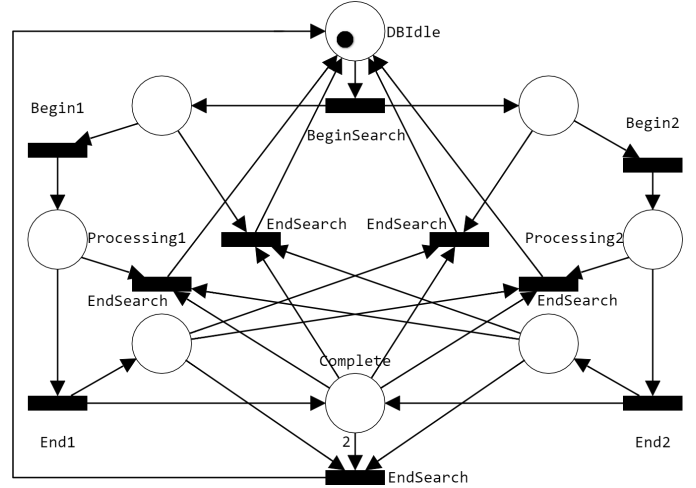 DBIdle
Begin1
BeginSearch
Begin2
EndSearch
EndSearch
Processing1
Processing2
EndSearch
EndSearch
Complete
End1
2
End2
EndSearch